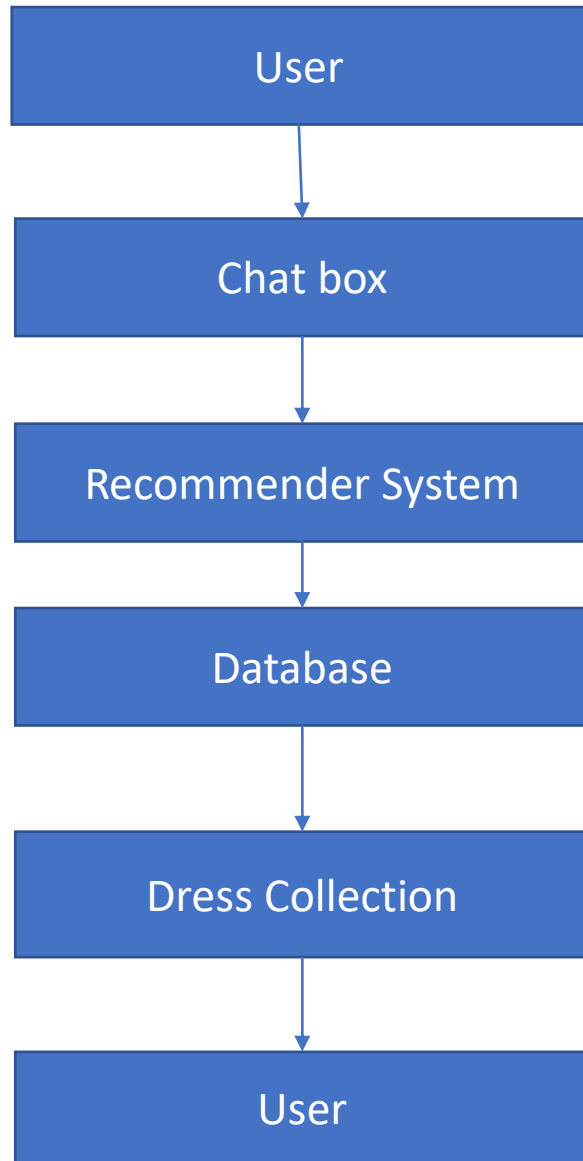 User
Chat box
Recommender System
Database
Dress Collection
User